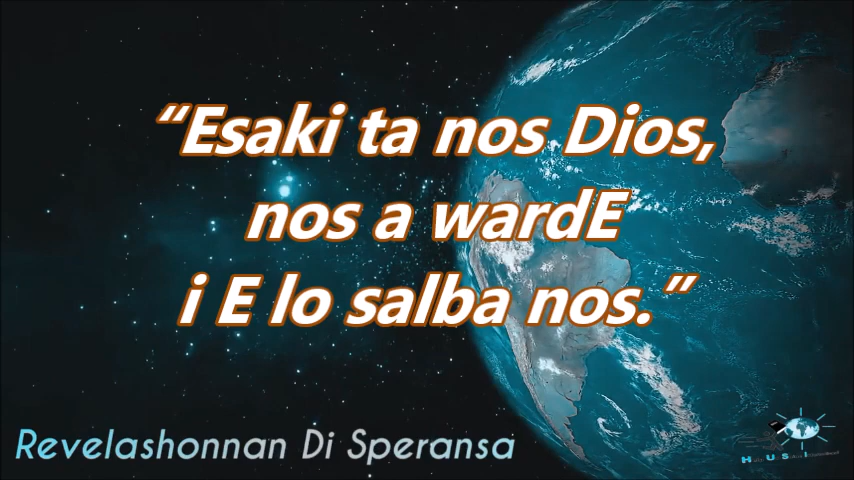 “Esaki ta nos Dios,
nos a wardE
i E lo salba nos.”
Revelashonnan Di Speransa
H U S I